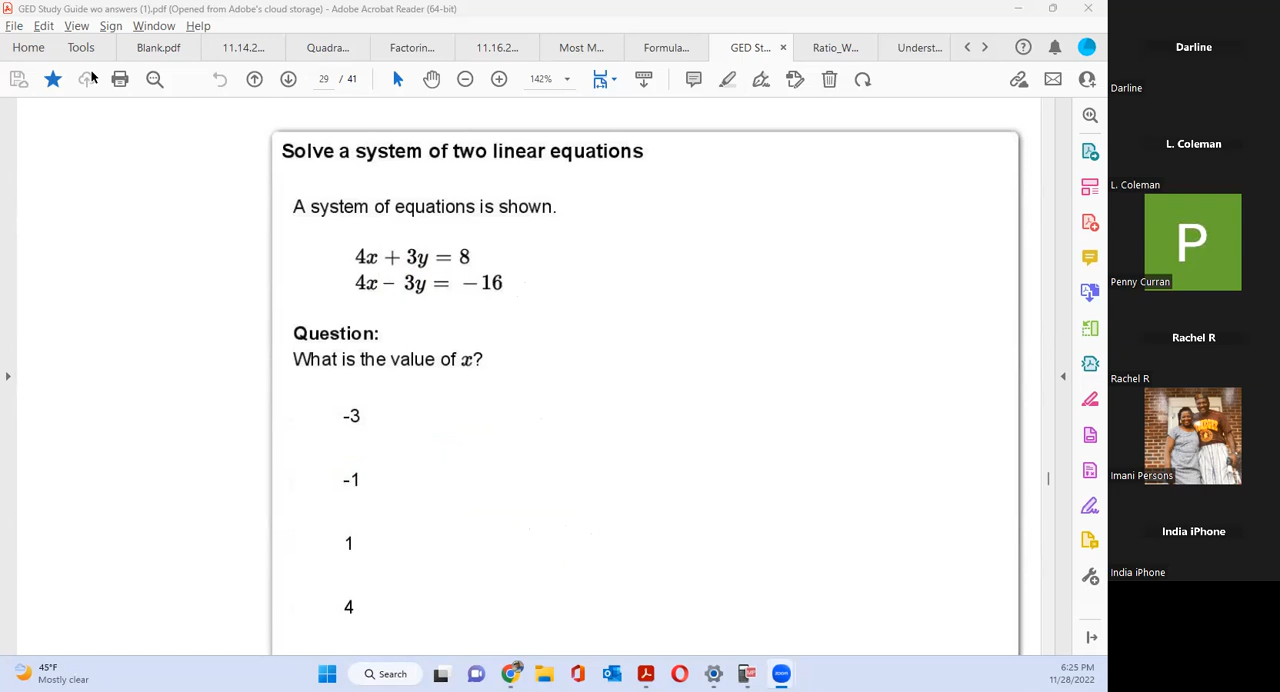 GED Study Guide wo answers (1).pdf (Opened from Adobe's cloud storage) - Adobe Acrobat Reader (64-bit)
File Edit View Sign Window Help
Home Tools Blank.pdf 11.14.2... Quadra... Factorin... 11.16.2... Most M... Formula... GED St... × Ratio_W... Underst...
29 / 41 142%
Solve a system of two linear equations
A system of equations is shown.
4x + 3y = 8
4x − 3y = −16
Question:
What is the value of x?
-3
-1
1
4
Darline
Darline
L. Coleman
L. Coleman
P
Penny Curran
Rachel R
Rachel R
Imani Persons
India iPhone
India iPhone
45°F
Mostly clear
Search
zoom
6:25 PM
11/28/2022